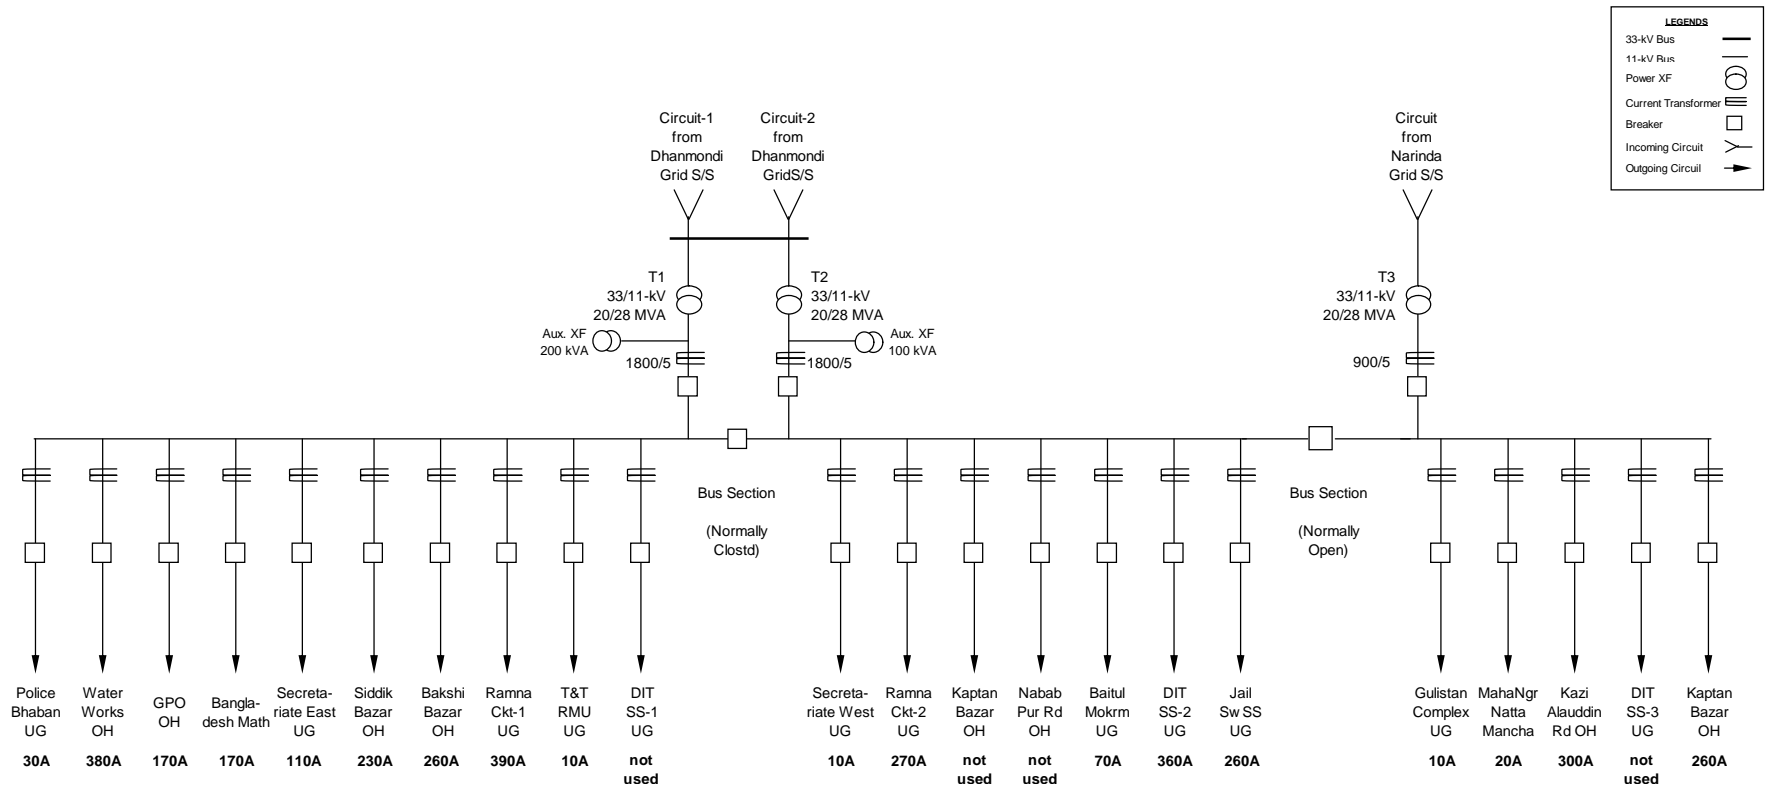 LEGENDS
33-kV Bus
11-kV Bus
Power XF
Current Transformer
Breaker
Incoming Circuit
Outgoing Circuil
Circuit-1
from
Dhanmondi
Grid S/S
Circuit-2
from
Dhanmondi
GridS/S
Circuit
from
Narinda
Grid S/S
T1
33/11-kV
20/28 MVA
T2
33/11-kV
20/28 MVA
T3
33/11-kV
20/28 MVA
Aux. XF
200 kVA
Aux. XF
100 kVA
1800/5
1800/5
900/5
Bus Section
(Normally
Clostd)
Bus Section
(Normally
Open)
Police
Bhaban
UG
30A
Water
Works
OH
380A
GPO
OH
170A
Bangla-
desh Math
170A
Secreta-
riate East
UG
110A
Siddik
Bazar
OH
230A
Bakshi
Bazar
OH
260A
Ramna
Ckt-1
UG
390A
T&T
RMU
UG
10A
DIT
SS-1
UG
not
used
Secreta-
riate West
UG
10A
Ramna
Ckt-2
UG
270A
Kaptan
Bazar
OH
not
used
Nabab
Pur Rd
OH
not
used
Baitul
Mokrm
UG
70A
DIT
SS-2
UG
360A
Jail
Sw SS
UG
260A
Gulistan
Complex
UG
10A
MahaNgr
Natta
Mancha
20A
Kazi
Alauddin
Rd OH
300A
DIT
SS-3
UG
not
used
Kaptan
Bazar
OH
260A